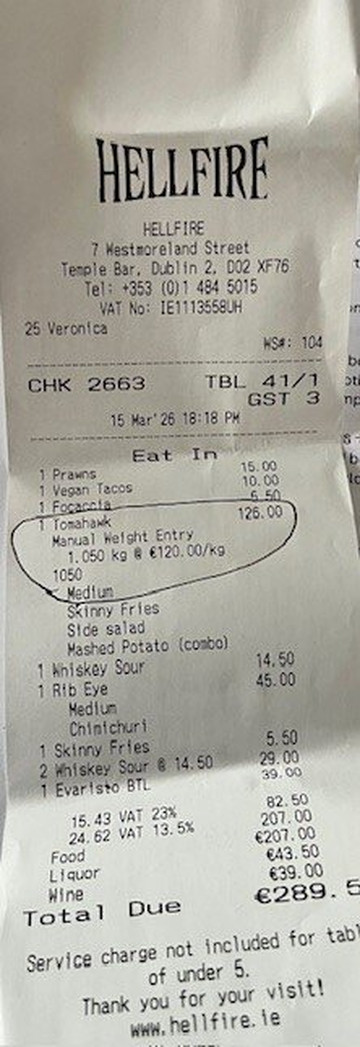 HELLFIRE
HELLFIRE
7 Westmoreland Street
Temple Bar, Dublin 2, D02 XF76
Tel: +353 (0)1 484 5015
VAT No: IE1113558UH
25 Veronica
WS#: 104
CHK 2663 TBL 41/1
GST 3
15 Mar'26 18:18 PM
Eat In
1 Prawns 15.00
1 Vegan Tacos 10.00
1 Focaccia 5.50
1 Tomahawk 126.00
Manual Weight Entry
1.050 kg @ €120.00/kg
1050
Medium
Skinny Fries
Side salad
Mashed Potato (combo)
1 Whiskey Sour 14.50
1 Rib Eye 45.00
Medium
Chimichuri
1 Skinny Fries 5.50
2 Whiskey Sour @ 14.50 29.00
1 Evaristo BTL 39.00
15.43 VAT 23% 82.50
24.62 VAT 13.5% 207.00
Food €207.00
Liquor €43.50
Wine €39.00
Total Due €289.5
Service charge not included for tabl
of under 5.
Thank you for your visit!
www.hellfire.ie